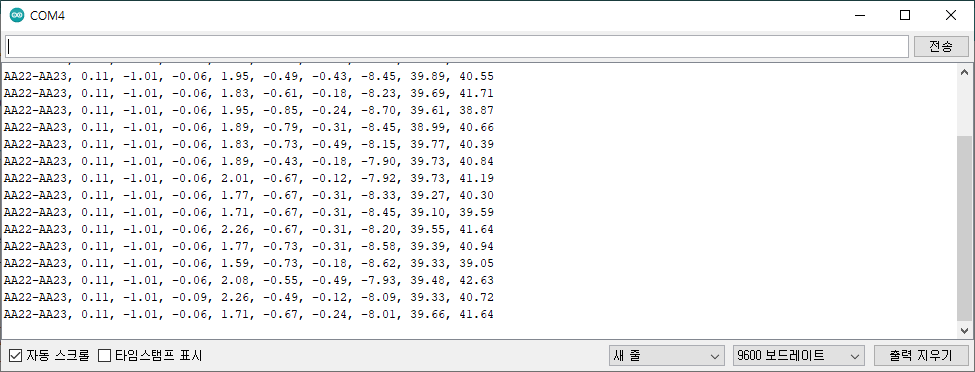 COM4
전송
AA22-AA23, 0.11, -1.01, -0.06, 1.95, -0.49, -0.43, -8.45, 39.89, 40.55
AA22-AA23, 0.11, -1.01, -0.06, 1.83, -0.61, -0.18, -8.23, 39.69, 41.71
AA22-AA23, 0.11, -1.01, -0.06, 1.95, -0.85, -0.24, -8.70, 39.61, 38.87
AA22-AA23, 0.11, -1.01, -0.06, 1.89, -0.79, -0.31, -8.45, 38.99, 40.66
AA22-AA23, 0.11, -1.01, -0.06, 1.83, -0.73, -0.49, -8.15, 39.77, 40.39
AA22-AA23, 0.11, -1.01, -0.06, 1.89, -0.43, -0.18, -7.90, 39.73, 40.84
AA22-AA23, 0.11, -1.01, -0.06, 2.01, -0.67, -0.12, -7.92, 39.73, 41.19
AA22-AA23, 0.11, -1.01, -0.06, 1.77, -0.67, -0.31, -8.33, 39.27, 40.30
AA22-AA23, 0.11, -1.01, -0.06, 1.71, -0.67, -0.31, -8.45, 39.10, 39.59
AA22-AA23, 0.11, -1.01, -0.06, 2.26, -0.67, -0.31, -8.20, 39.55, 41.64
AA22-AA23, 0.11, -1.01, -0.06, 1.77, -0.73, -0.31, -8.58, 39.39, 40.94
AA22-AA23, 0.11, -1.01, -0.06, 1.59, -0.73, -0.18, -8.62, 39.33, 39.05
AA22-AA23, 0.11, -1.01, -0.06, 2.08, -0.55, -0.49, -7.93, 39.48, 42.63
AA22-AA23, 0.11, -1.01, -0.09, 2.26, -0.49, -0.12, -8.09, 39.33, 40.72
AA22-AA23, 0.11, -1.01, -0.06, 1.71, -0.67, -0.24, -8.01, 39.66, 41.64
자동 스크롤 타임스탬프 표시 새 줄 9600 보드레이트 출력 지우기